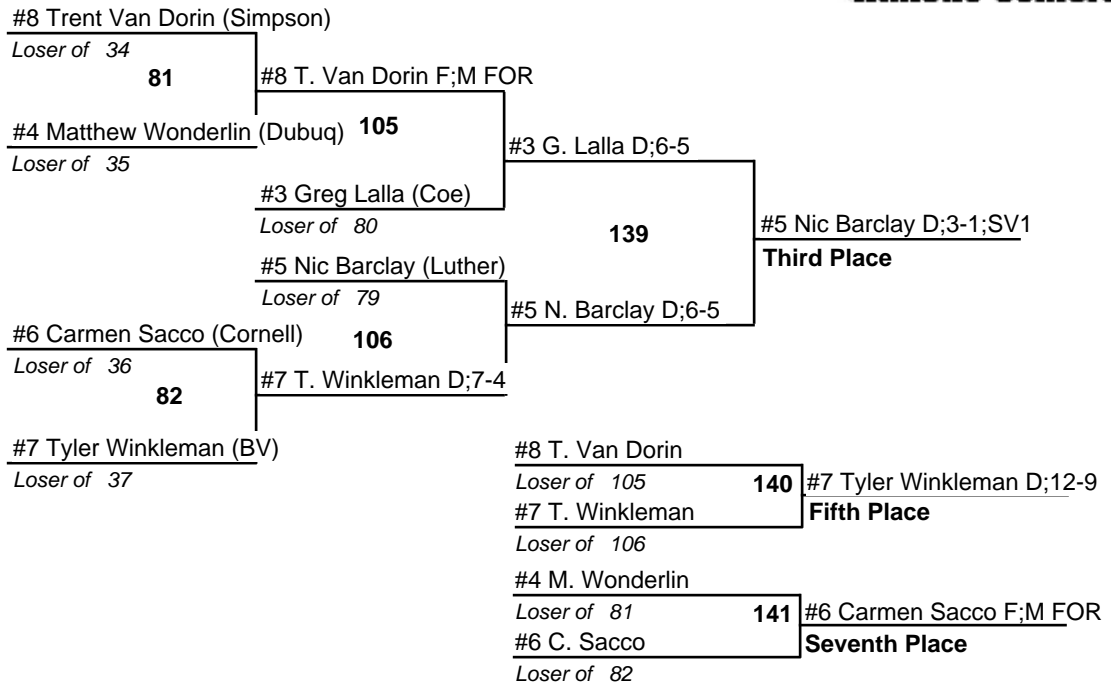 #8 Trent Van Dorin (Simpson)
Loser of 34
81
#8 T. Van Dorin F;M FOR
#4 Matthew Wonderlin (Dubuq)
105
Loser of 35
#3 G. Lalla D;6-5
#3 Greg Lalla (Coe)
Loser of 80
139
#5 Nic Barclay D;3-1;SV1
Third Place
#5 Nic Barclay (Luther)
Loser of 79
#5 N. Barclay D;6-5
#6 Carmen Sacco (Cornell)
106
Loser of 36
82
#7 T. Winkleman D;7-4
#7 Tyler Winkleman (BV)
Loser of 37
#8 T. Van Dorin
Loser of 105
140
#7 Tyler Winkleman D;12-9
#7 T. Winkleman
Fifth Place
Loser of 106
#4 M. Wonderlin
Loser of 81
141
#6 Carmen Sacco F;M FOR
#6 C. Sacco
Seventh Place
Loser of 82